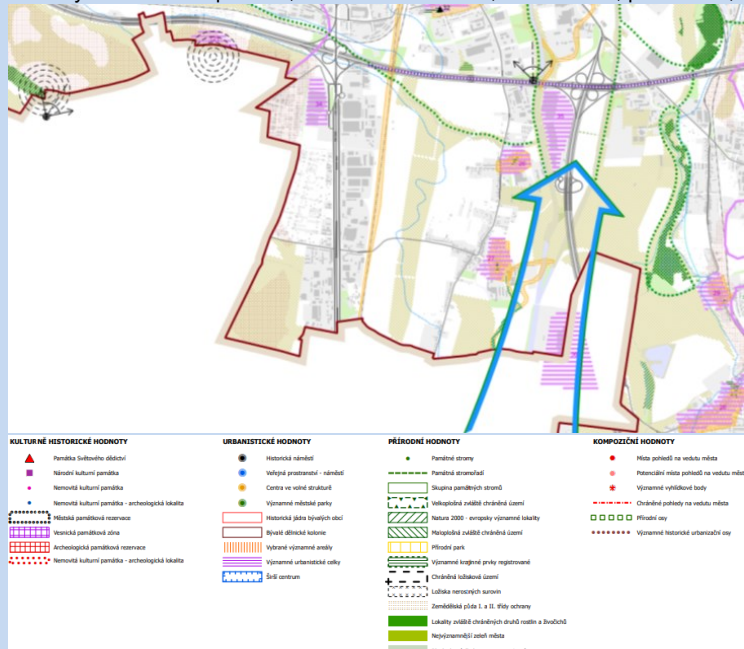 KULTURNĚ HISTORICKÉ HODNOTY
Památka Světového dědictví
Národní kulturní památka
Nemovitá kulturní památka
Nemovitá kulturní památka - archeologická lokalita
Městská památková rezervace
Vesnická památková zóna
Archeologická památková rezervace
Nemovitá kulturní památka - archeologická lokalita
URBANISTICKÉ HODNOTY
Historická náměstí
Veřejná prostranství - náměstí
Centra ve volné struktuře
Významné městské parky
Historická jádra bývalých obcí
Bývalé dělnické kolonie
Vybrané významné areály
Významné urbanistické celky
Širší centrum
PŘÍRODNÍ HODNOTY
Památné stromy
Památná stromořadí
Skupina památných stromů
Velkoplošná zvláště chráněná území
Natura 2000 - evropsky významné lokality
Maloplošná zvláště chráněná území
Přírodní park
Významné krajinné prvky registrované
Chráněná ložisková území
Ložiska nerostných surovin
Zemědělská půda I. a II. třídy ochrany
Lokality zvláště chráněných druhů rostlin a živočichů
Nejvýznamnější zeleň města
KOMPOZIČNÍ HODNOTY
Místa pohledů na vedutu města
Potenciální místa pohledů na vedutu měst
Významné vyhlídkové body
Chráněné pohledy na vedutu města
Přírodní osy
Významné historické urbanizační osy